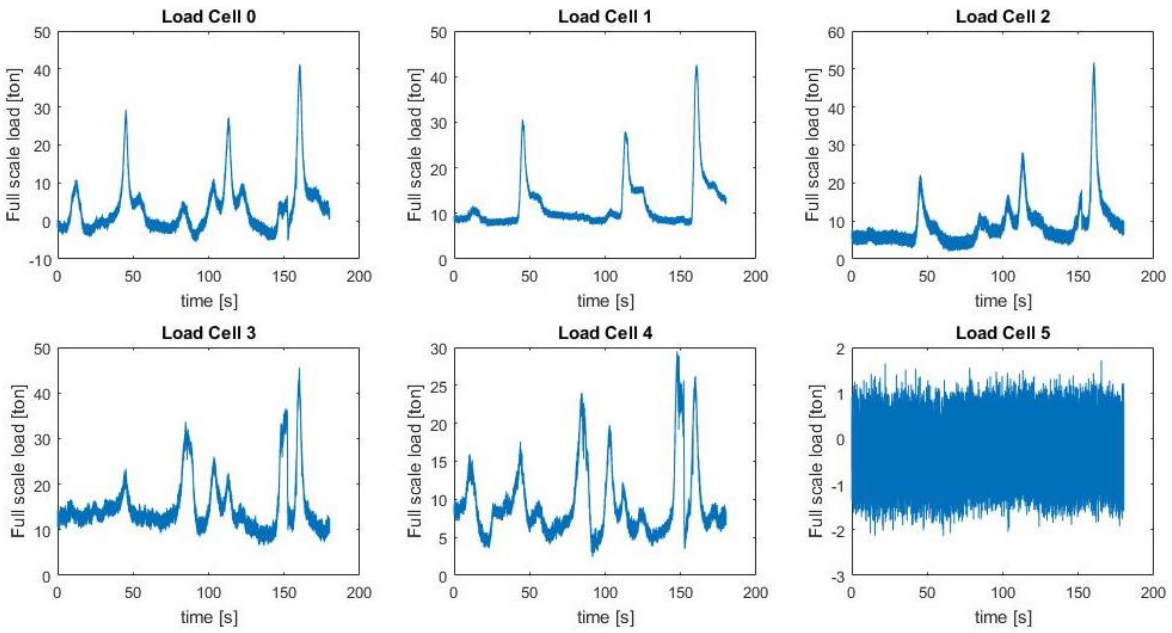 Load Cell 0
50
40
30
20
10
0
-10
Full scale load [ton]
0 50 100 150 200
time [s]
Load Cell 1
50
40
30
20
10
0
Full scale load [ton]
0 50 100 150 200
time [s]
Load Cell 2
60
50
40
30
20
10
0
Full scale load [ton]
0 50 100 150 200
time [s]
Load Cell 3
50
40
30
20
10
0
Full scale load [ton]
0 50 100 150 200
time [s]
Load Cell 4
30
25
20
15
10
5
0
Full scale load [ton]
0 50 100 150 200
time [s]
Load Cell 5
2
1
0
-1
-2
-3
Full scale load [ton]
0 50 100 150 200
time [s]